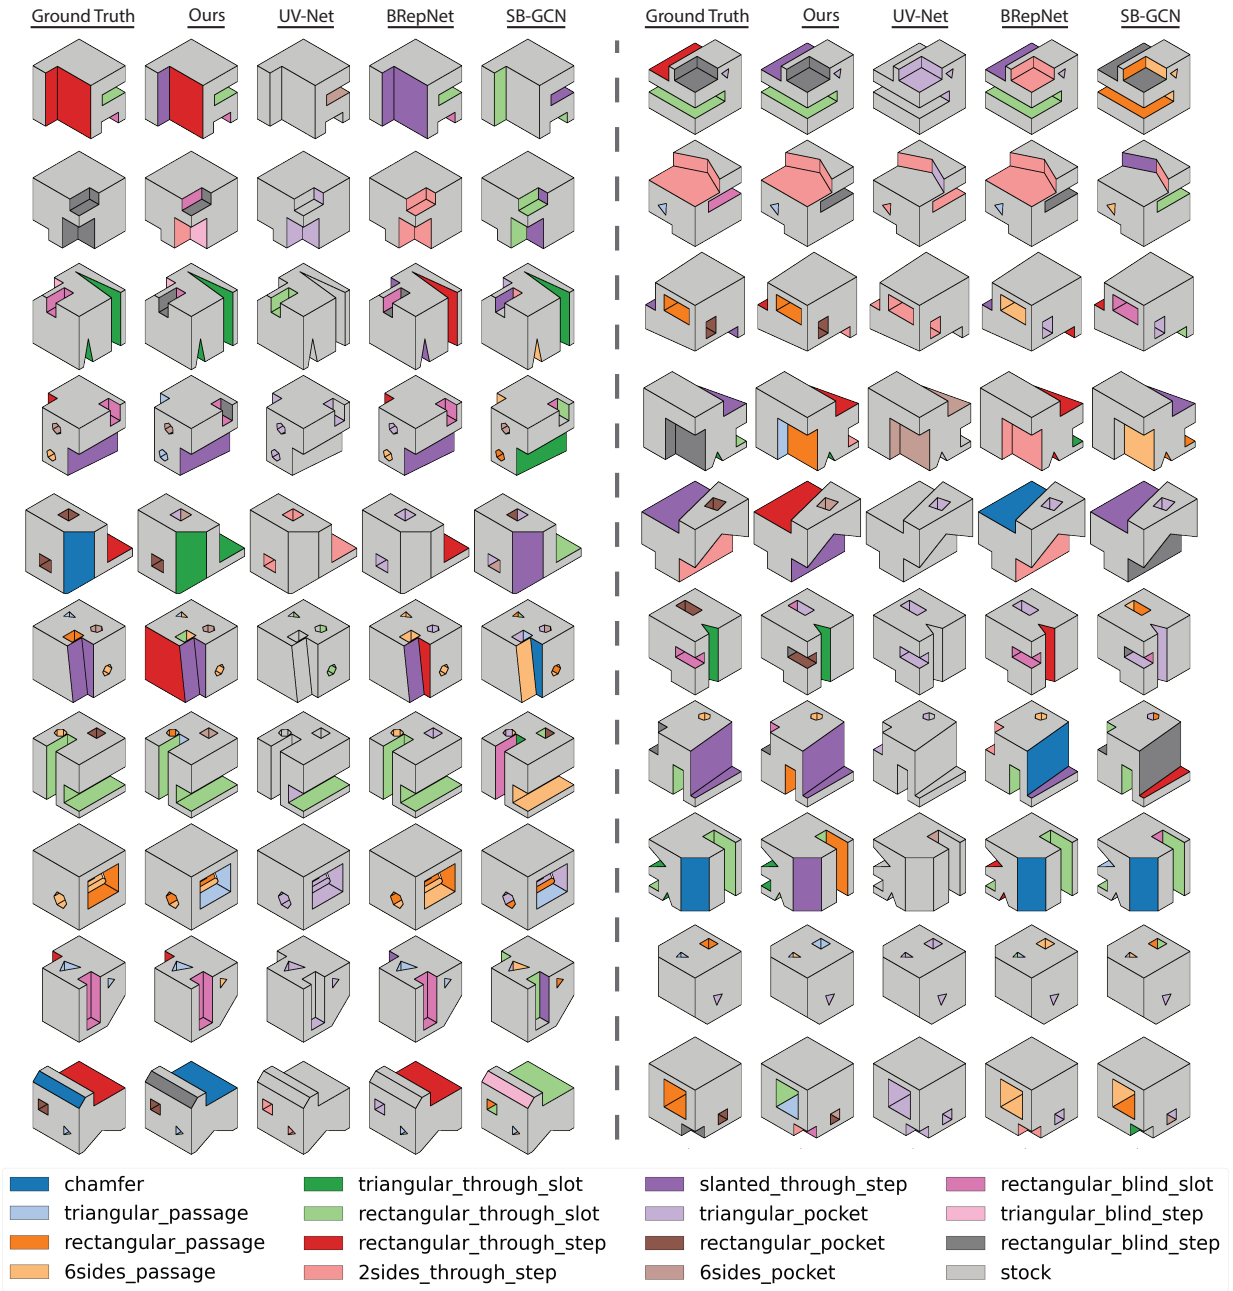 Ground Truth Ours UV-Net BRepNet SB-GCN Ground Truth Ours UV-Net BRepNet SB-GCN
chamfer triangular_through_slot slanted_through_step rectangular_blind_slot
triangular_passage rectangular_through_slot triangular_pocket triangular_blind_step
rectangular_passage rectangular_through_step rectangular_pocket rectangular_blind_step
6sides_passage 2sides_through_step 6sides_pocket stock